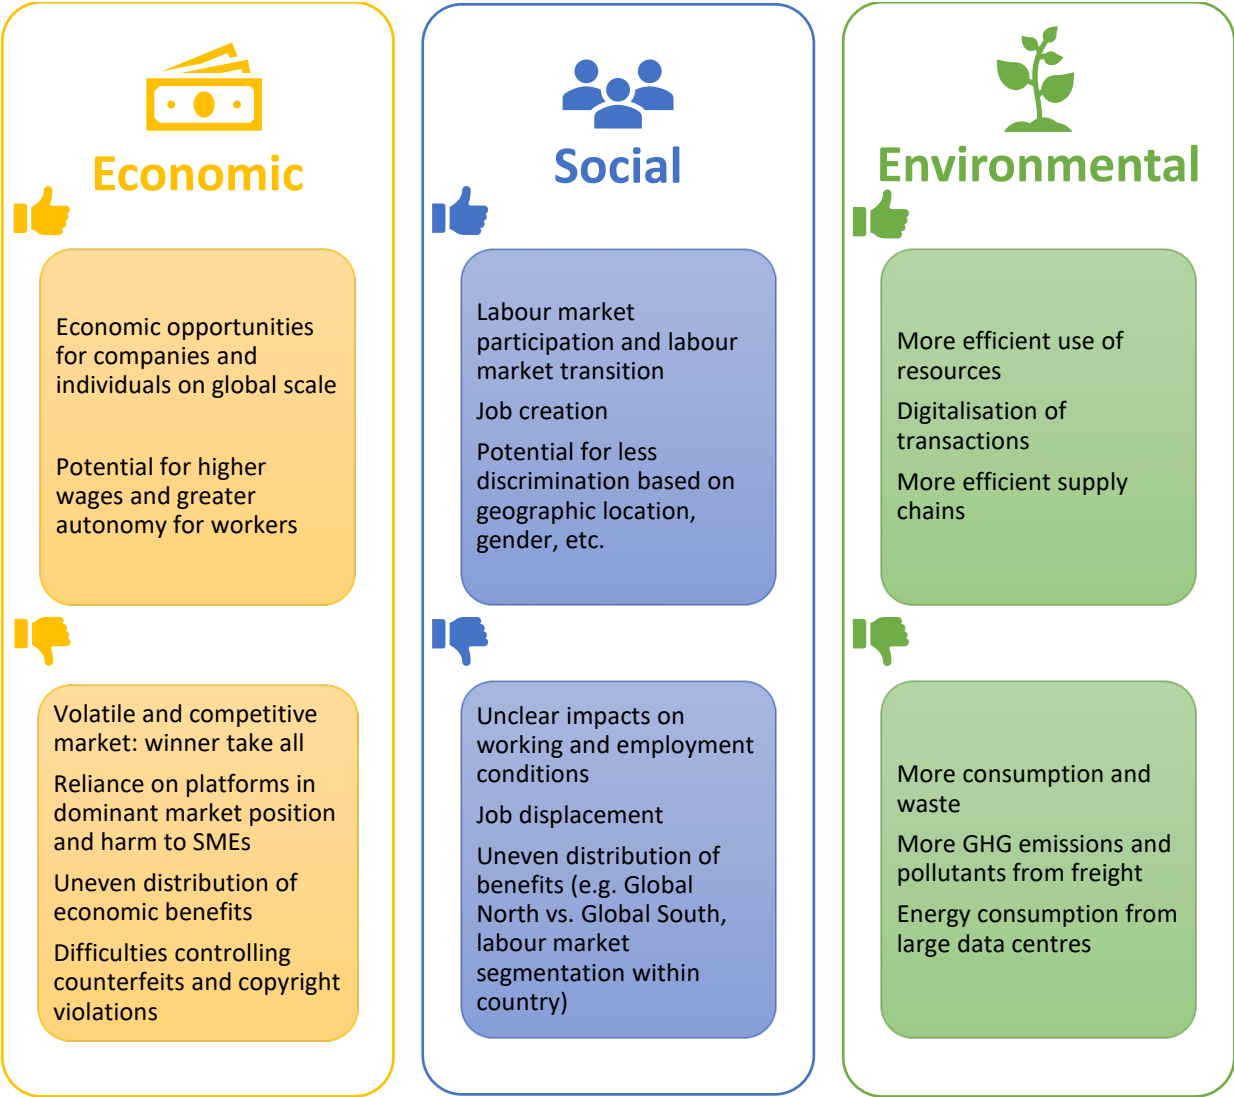 Economic
Economic opportunities
for companies and
individuals on global scale
Potential for higher
wages and greater
autonomy for workers
Volatile and competitive
market: winner take all
Reliance on platforms in
dominant market position
and harm to SMEs
Uneven distribution of
economic benefits
Difficulties controlling
counterfeits and copyright
violations
Social
Labour market
participation and labour
market transition
Job creation
Potential for less
discrimination based on
geographic location,
gender, etc.
Unclear impacts on
working and employment
conditions
Job displacement
Uneven distribution of
benefits (e.g. Global
North vs. Global South,
labour market
segmentation within
country)
Environmental
More efficient use of
resources
Digitalisation of
transactions
More efficient supply
chains
More consumption and
waste
More GHG emissions and
pollutants from freight
Energy consumption from
large data centres